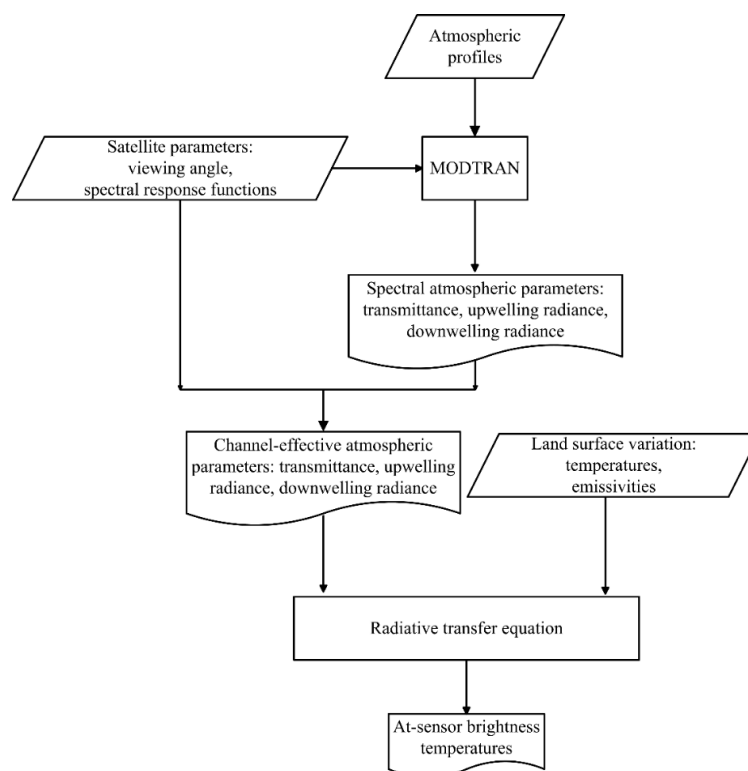 Atmospheric
profiles
Satellite parameters:
viewing angle,
spectral response functions
MODTRAN
Spectral atmospheric parameters:
transmittance, upwelling radiance,
downwelling radiance
Channel-effective atmospheric
parameters: transmittance, upwelling
radiance, downwelling radiance
Land surface variation:
temperatures,
emissivities
Radiative transfer equation
At-sensor brightness
temperatures